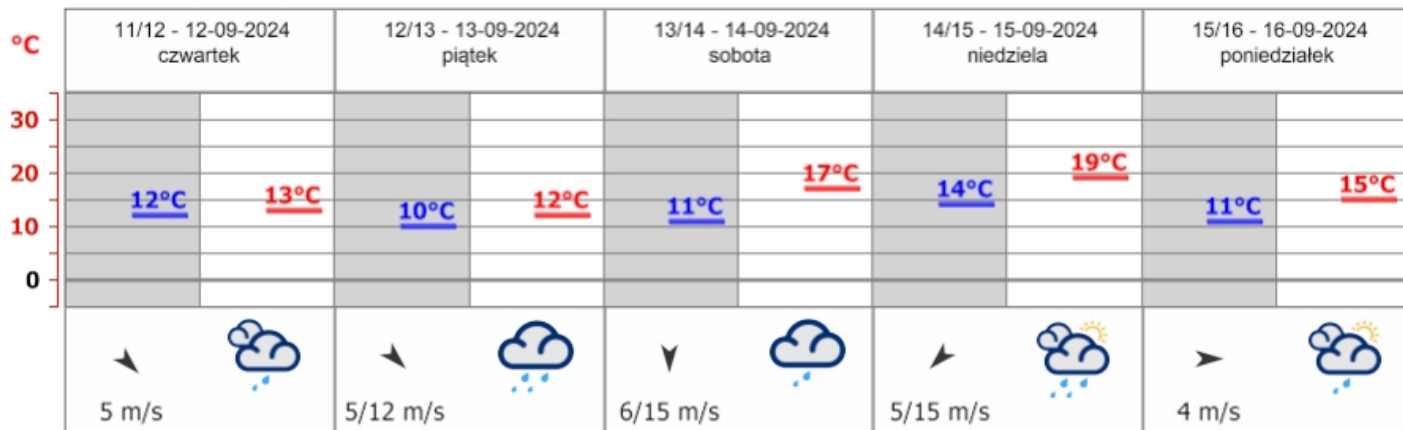 °C
11/12 - 12-09-2024
czwartek
12/13 - 13-09-2024
piątek
13/14 - 14-09-2024
sobota
14/15 - 15-09-2024
niedziela
15/16 - 16-09-2024
poniedziałek
30
20
10
0
12°C
13°C
10°C
12°C
11°C
17°C
14°C
19°C
11°C
15°C
5 m/s
5/12 m/s
6/15 m/s
5/15 m/s
4 m/s